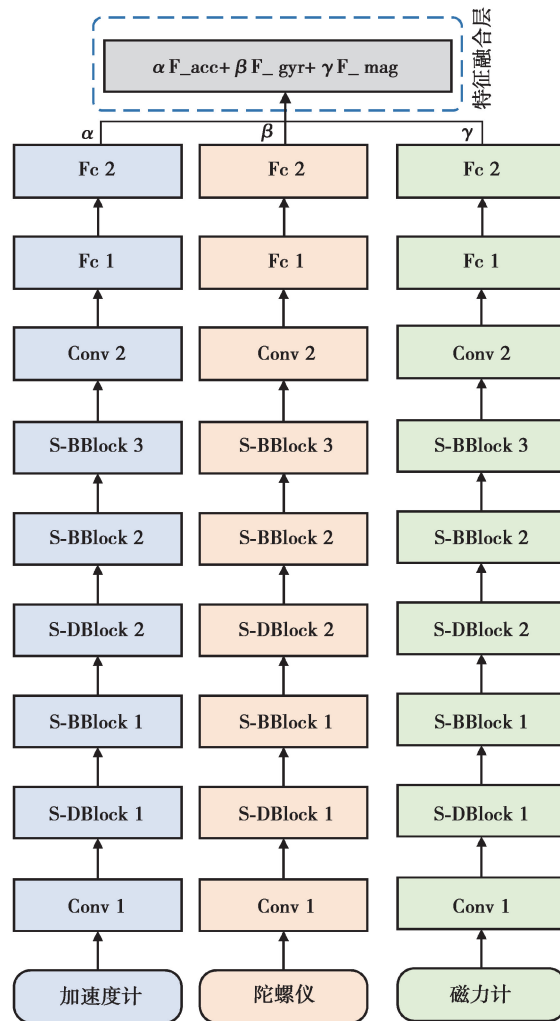 α F_acc+ β F_ gyr+ γ F_ mag
特征融合层
α β γ
Fc 2 Fc 2 Fc 2
Fc 1 Fc 1 Fc 1
Conv 2 Conv 2 Conv 2
S-BBlock 3 S-BBlock 3 S-BBlock 3
S-BBlock 2 S-BBlock 2 S-BBlock 2
S-DBlock 2 S-DBlock 2 S-DBlock 2
S-BBlock 1 S-BBlock 1 S-BBlock 1
S-DBlock 1 S-DBlock 1 S-DBlock 1
Conv 1 Conv 1 Conv 1
加速度计 陀螺仪 磁力计